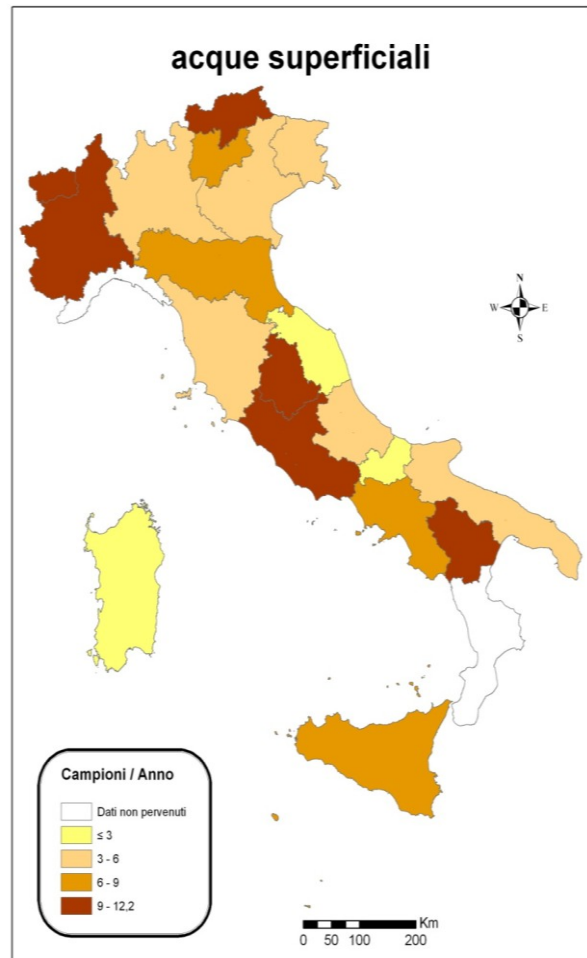 acque superficiali
N
W E
S
Campioni / Anno
Dati non pervenuti
≤ 3
3 - 6
6 - 9
9 - 12,2
Km
0 50 100 200